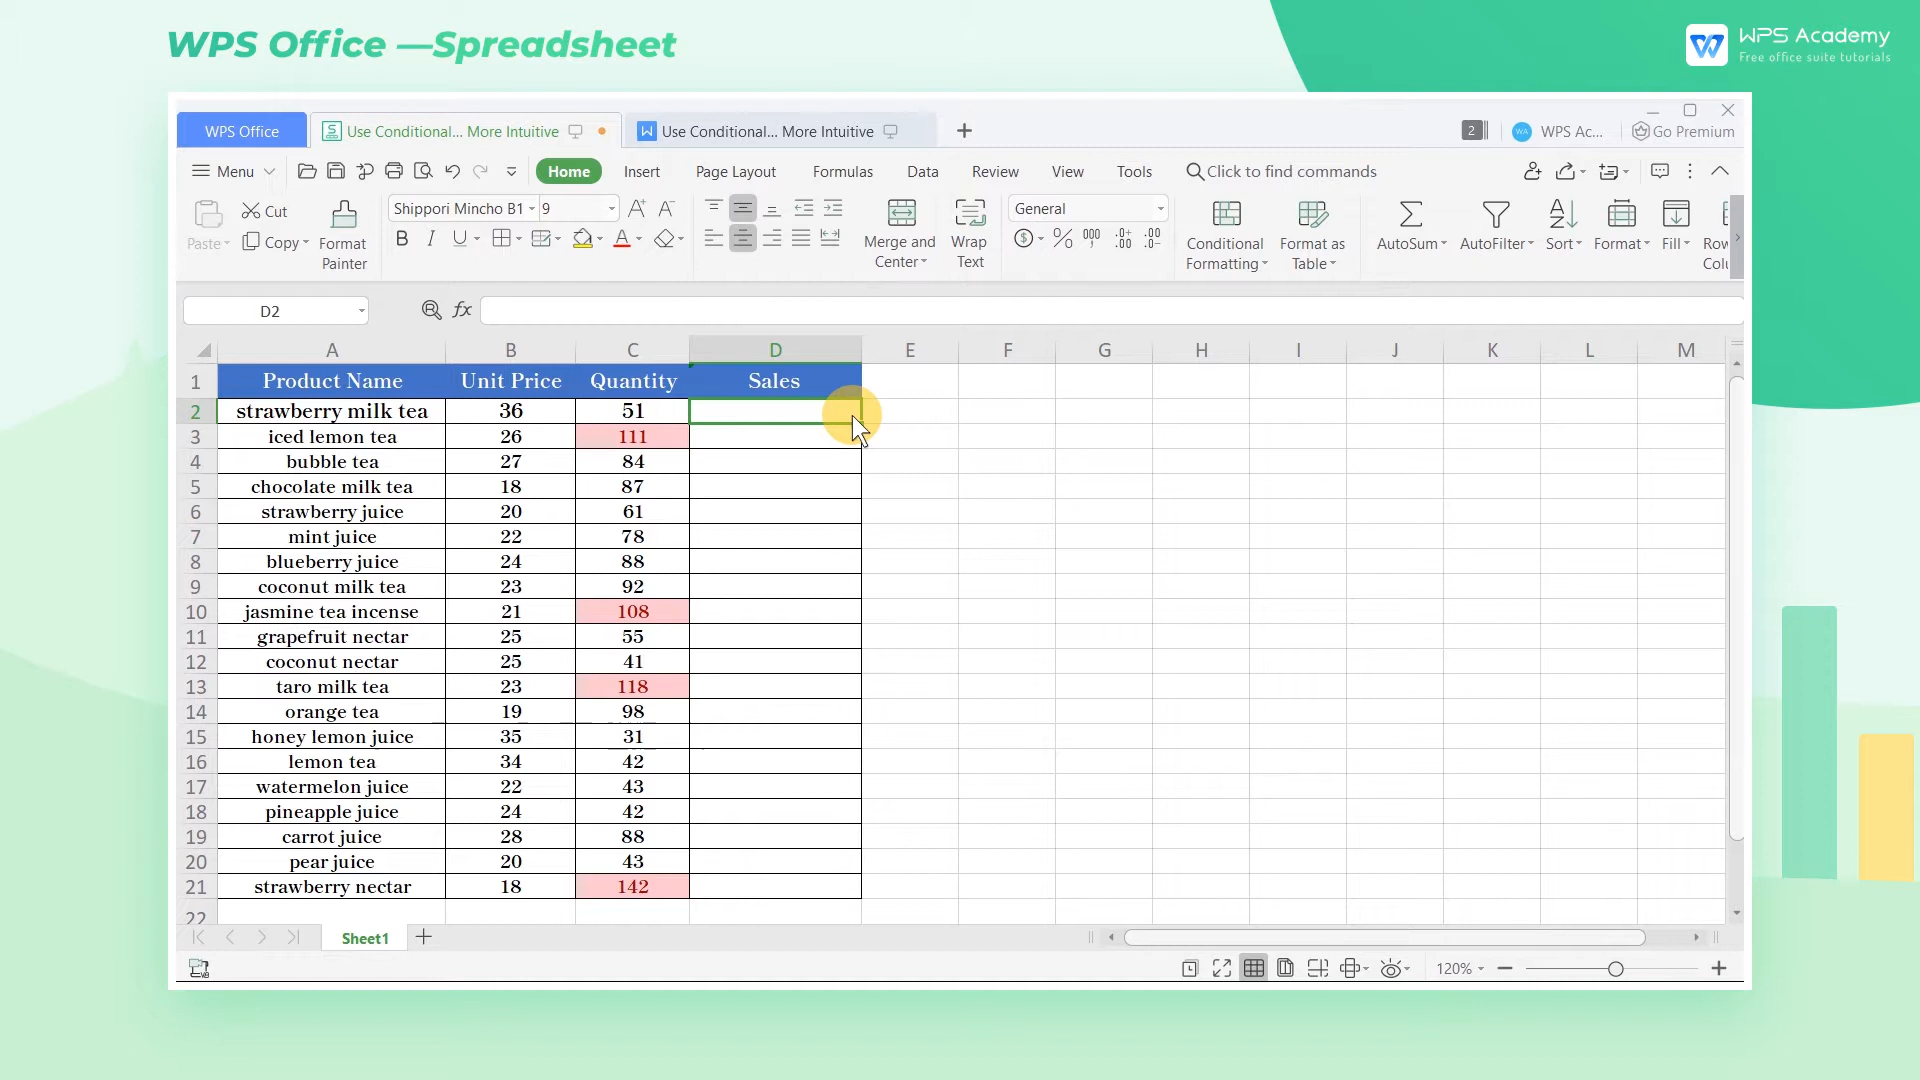 WPS Office —Spreadsheet
WPS Academy
Free office suite tutorials
WPS Office
Use Conditional... More Intuitive
Use Conditional... More Intuitive
2
WPS Ac...
Go Premium
Menu
Home
Insert
Page Layout
Formulas
Data
Review
View
Tools
Click to find commands
Paste
Cut
Copy
Format Painter
Shippori Mincho B1
9
Merge and Center
Wrap Text
General
Conditional Formatting
Format as Table
AutoSum
AutoFilter
Sort
Format
Fill
D2
fx
A B C D E F G H I J K L M
1 Product Name Unit Price Quantity Sales
2 strawberry milk tea 36 51
3 iced lemon tea 26 111
4 bubble tea 27 84
5 chocolate milk tea 18 87
6 strawberry juice 20 61
7 mint juice 22 78
8 blueberry juice 24 88
9 coconut milk tea 23 92
10 jasmine tea incense 21 108
11 grapefruit nectar 25 55
12 coconut nectar 25 41
13 taro milk tea 23 118
14 orange tea 19 98
15 honey lemon juice 35 31
16 lemon tea 34 42
17 watermelon juice 22 43
18 pineapple juice 24 42
19 carrot juice 28 88
20 pear juice 20 43
21 strawberry nectar 18 142
22
Sheet1
120%